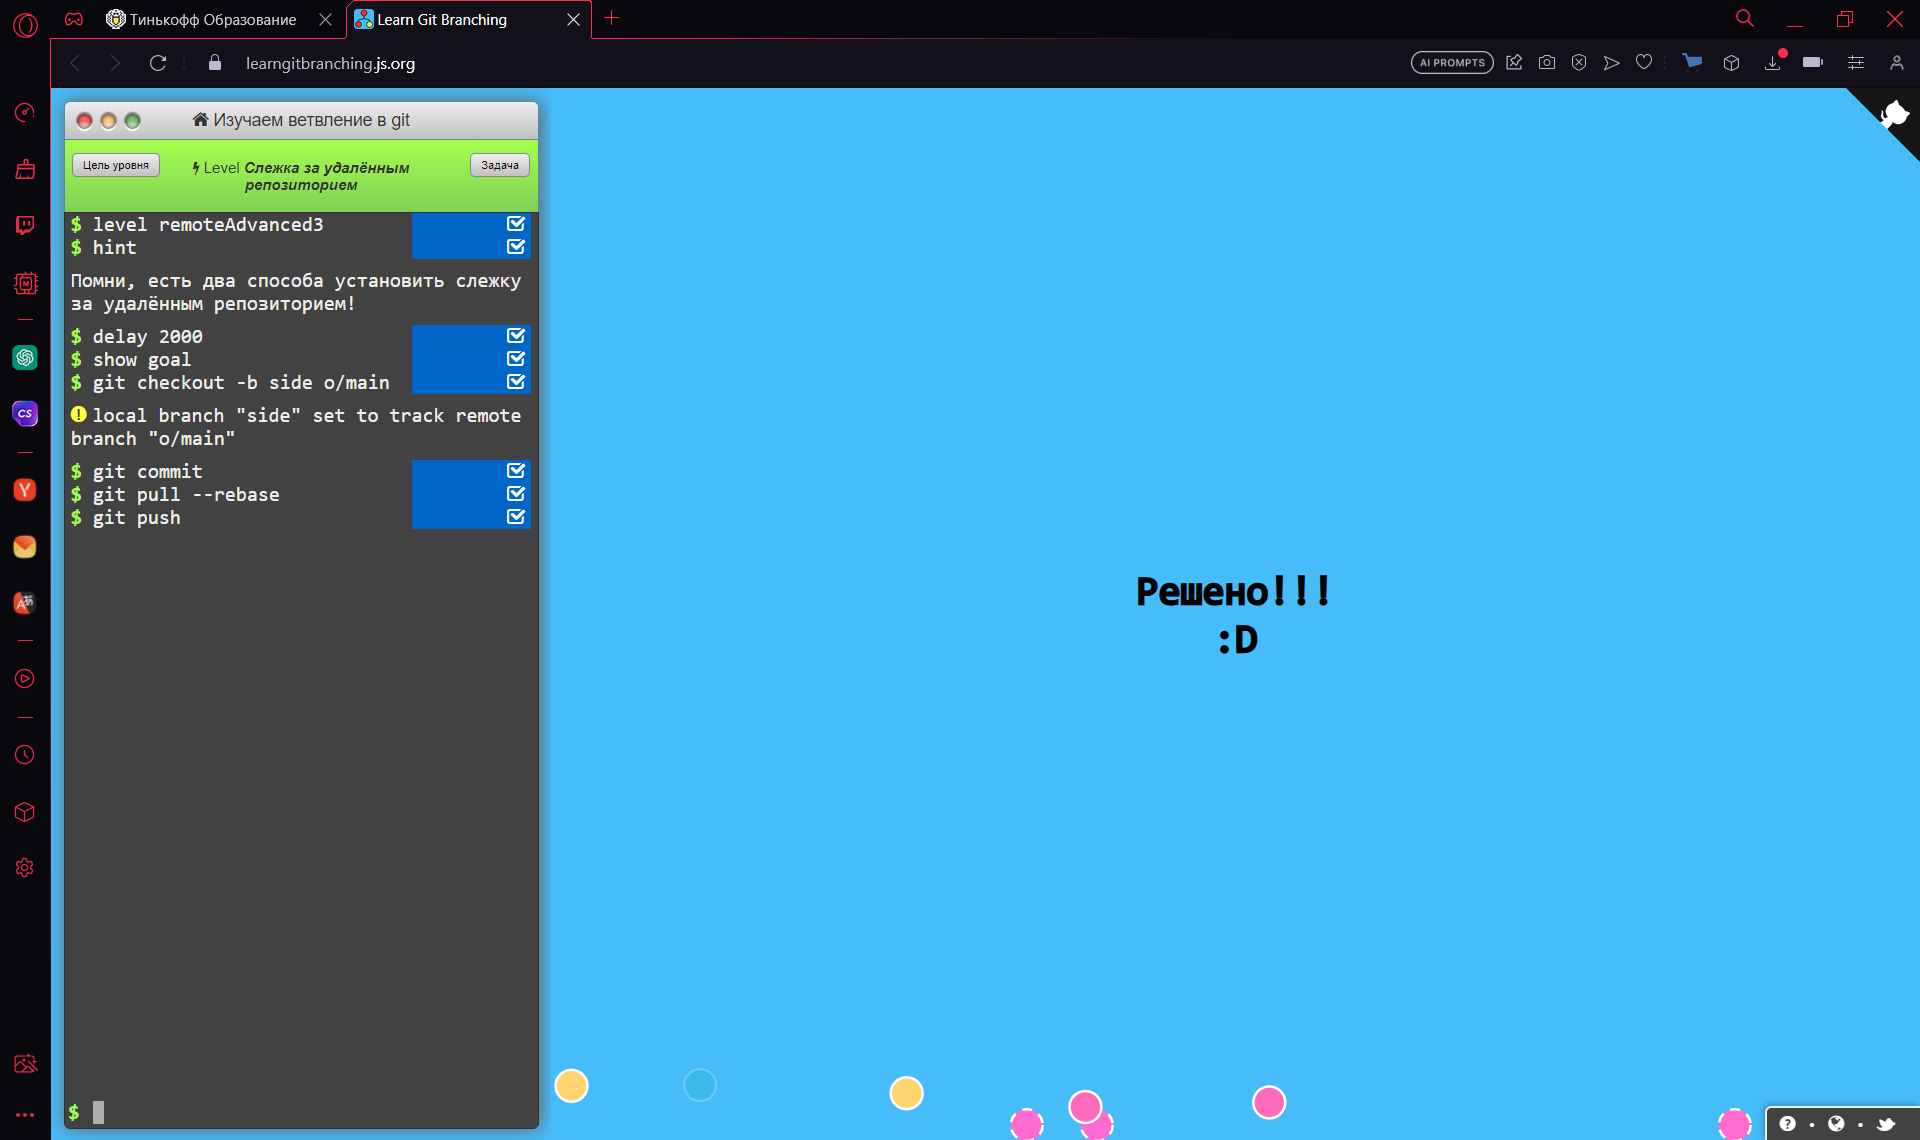 Тинькофф Образование
Learn Git Branching
learngitbranching.js.org
AI PROMPTS
Изучаем ветвление в git
Цель уровня
Level Слежка за удалённым
репозиторием
Задача
$ level remoteAdvanced3
$ hint
Помни, есть два способа установить слежку
за удалённым репозиторием!
$ delay 2000
$ show goal
$ git checkout -b side o/main
local branch "side" set to track remote
branch "o/main"
$ git commit
$ git pull --rebase
$ git push
$
Решено!!!
:D
CS